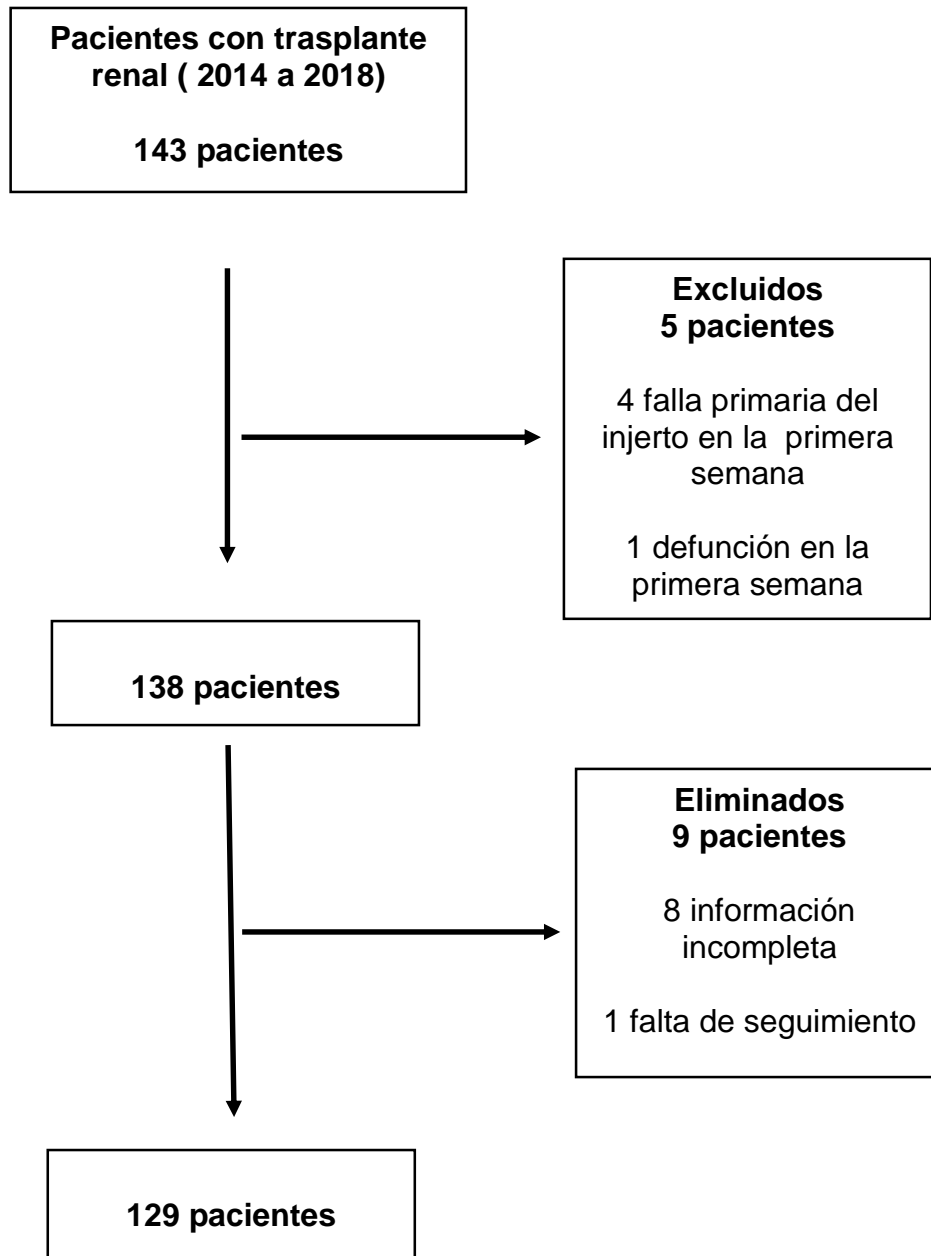 Pacientes con trasplante
renal ( 2014 a 2018)
143 pacientes
Excluidos
5 pacientes
4 falla primaria del
injerto en la  primera
semana
1 defunción en la
primera semana
138 pacientes
Eliminados
9 pacientes
8 información
incompleta
1 falta de seguimiento
129 pacientes